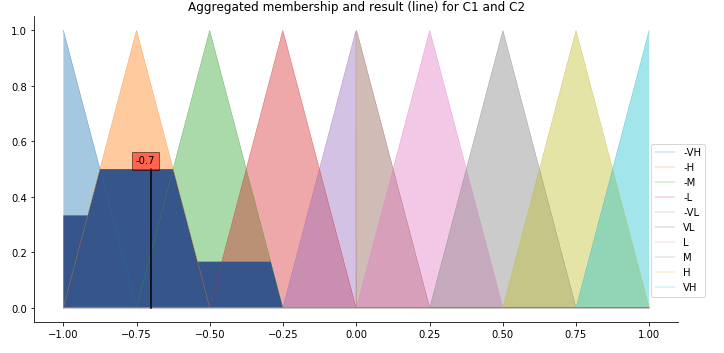 Aggregated membership and result (line) for C1 and C2
1.0
0.8
0.6
0.4
0.2
0.0
-0.7
−1.00 −0.75 −0.50 −0.25 0.00 0.25 0.50 0.75 1.00
-VH
-H
-M
-L
-VL
VL
L
M
H
VH